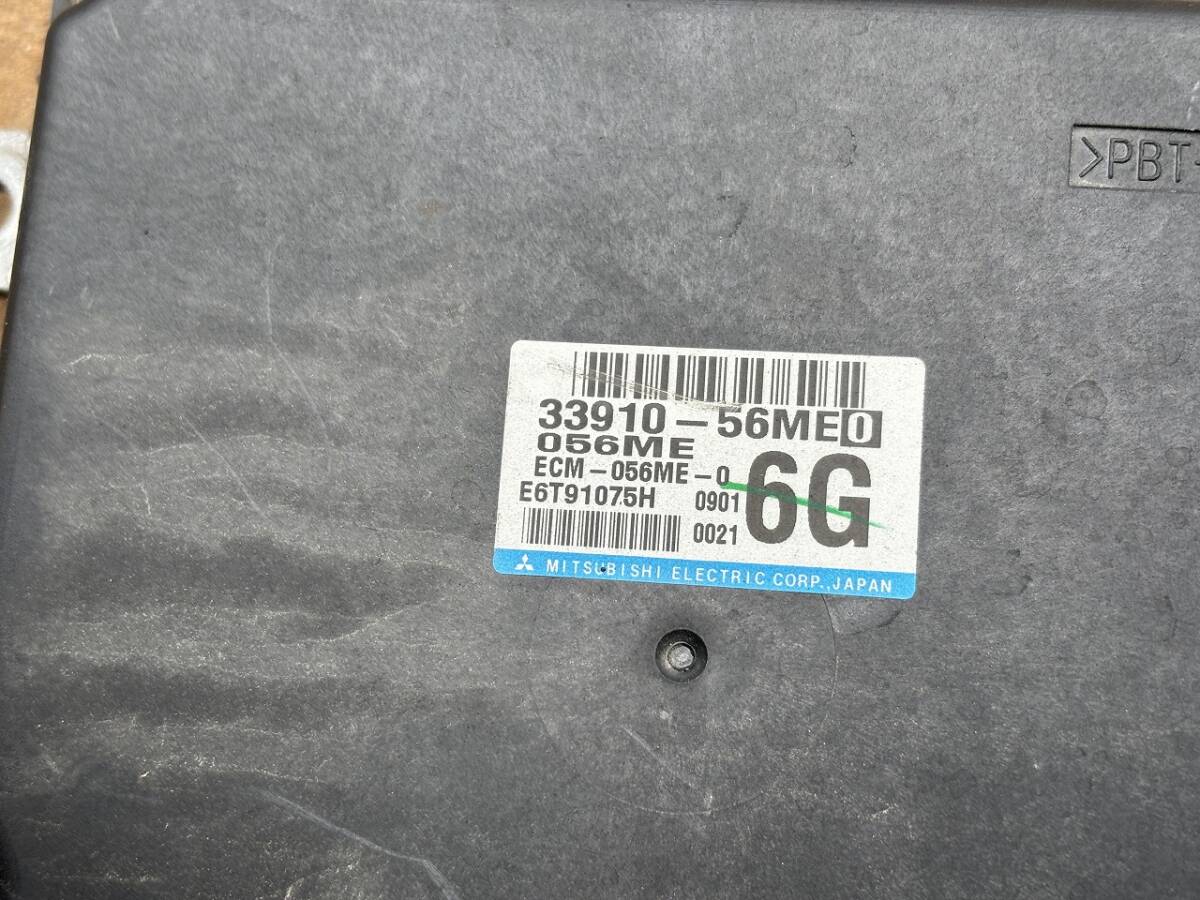 >PBT-
33910-56ME0
056ME
ECM-056ME-0
E6T91075H
0901
0021
6G
MITSUBISHI ELECTRIC CORP., JAPAN